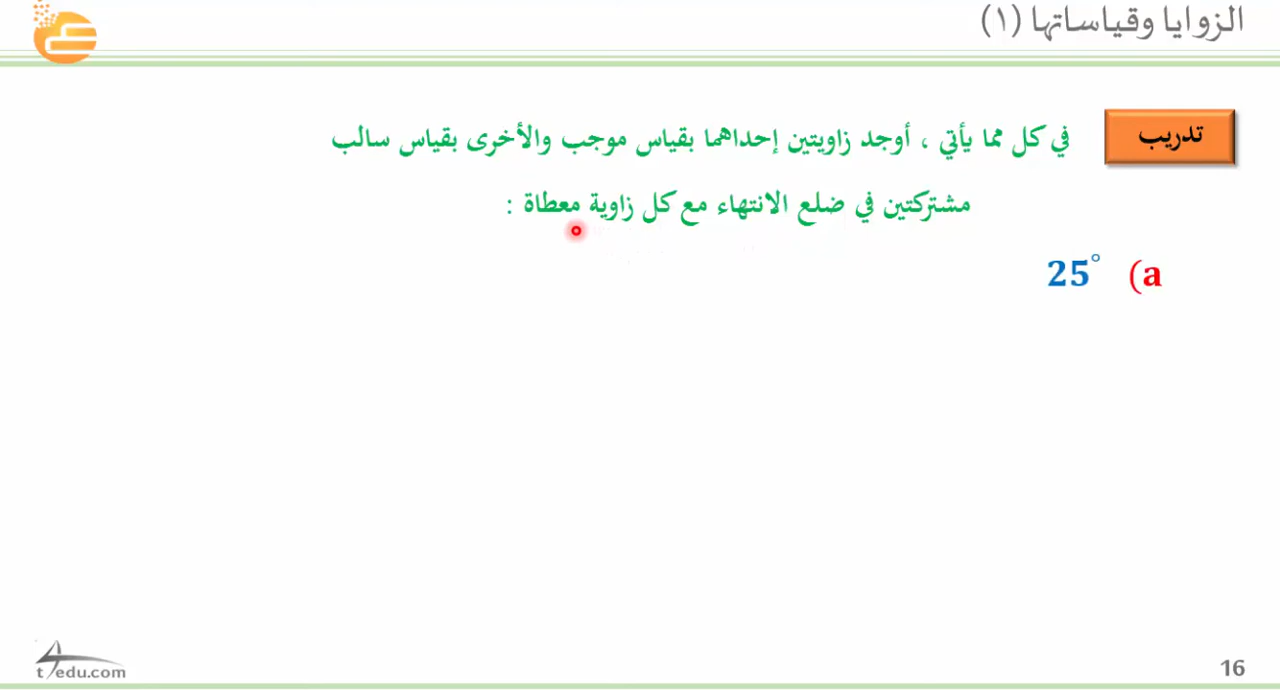 الزوايا وقياساتها (١)
تدريب
في كل مما يأتي ، أوجد زاويتين إحداهما بقياس موجب والأخرى بقياس سالب
مشتركتين في ضلع الانتهاء مع كل زاوية معطاة :
a) 25°
t4edu.com
16